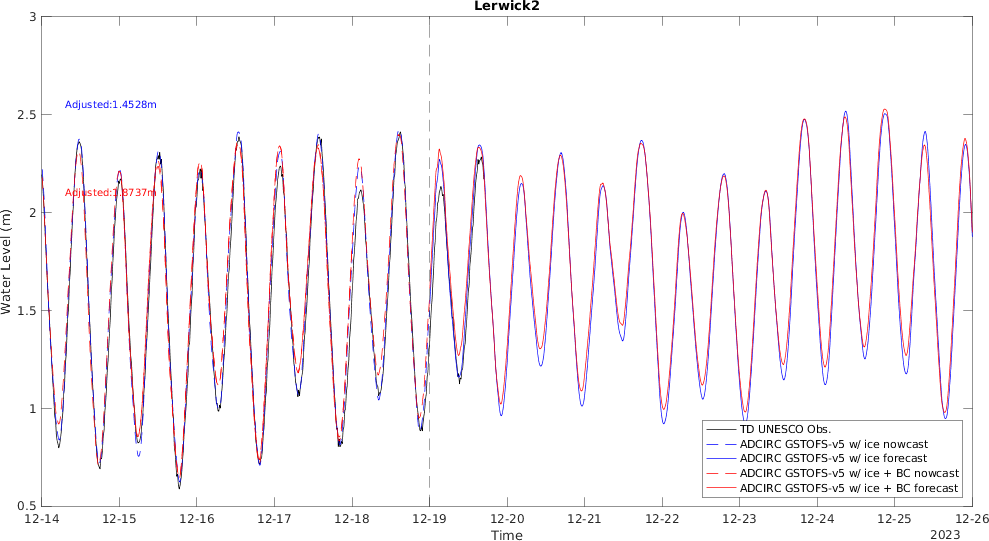 Lerwick2
3
2.5
2
1.5
1
0.5
Water Level (m)
Adjusted:1.4528m
Adjusted:1.8737m
TD UNESCO Obs.
ADCIRC GSTOFS-v5 w/ ice nowcast
ADCIRC GSTOFS-v5 w/ ice forecast
ADCIRC GSTOFS-v5 w/ ice + BC nowcast
ADCIRC GSTOFS-v5 w/ ice + BC forecast
12-14 12-15 12-16 12-17 12-18 12-19 12-20 12-21 12-22 12-23 12-24 12-25 12-26
Time
2023